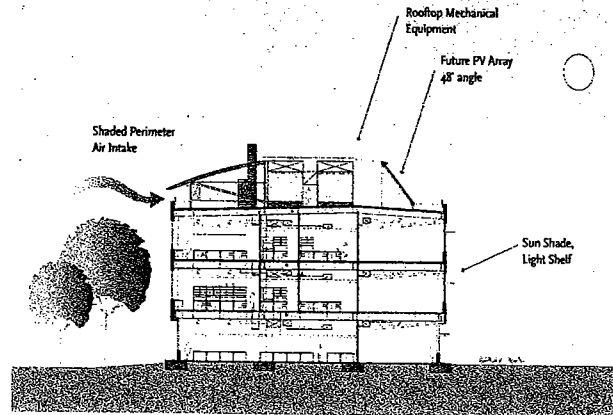 Rooftop Mechanical
Equipment
Future PV Array
48° angle
Shaded Perimeter
Air Intake
Sun Shade,
Light Shelf